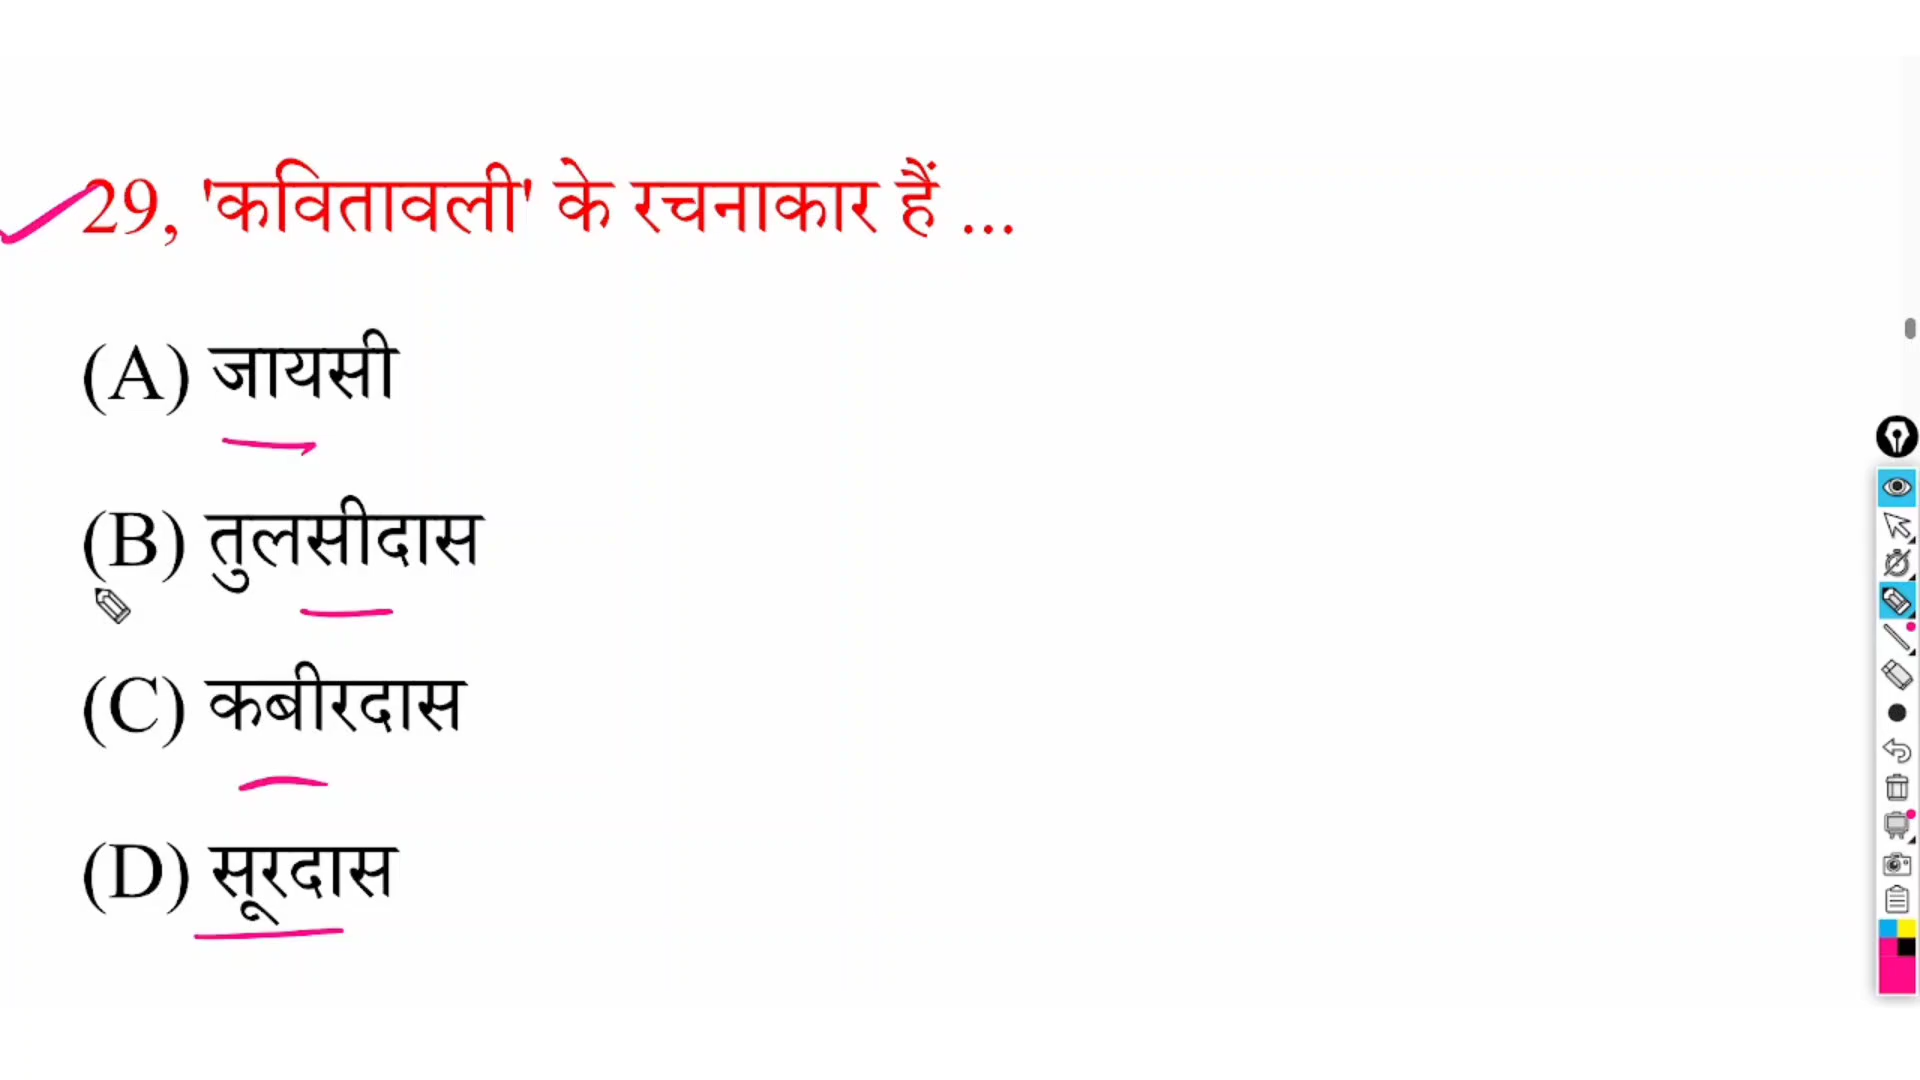 29, 'कवितावली' के रचनाकार हैं ...
(A) जायसी
(B) तुलसीदास
(C) कबीरदास
(D) सूरदास